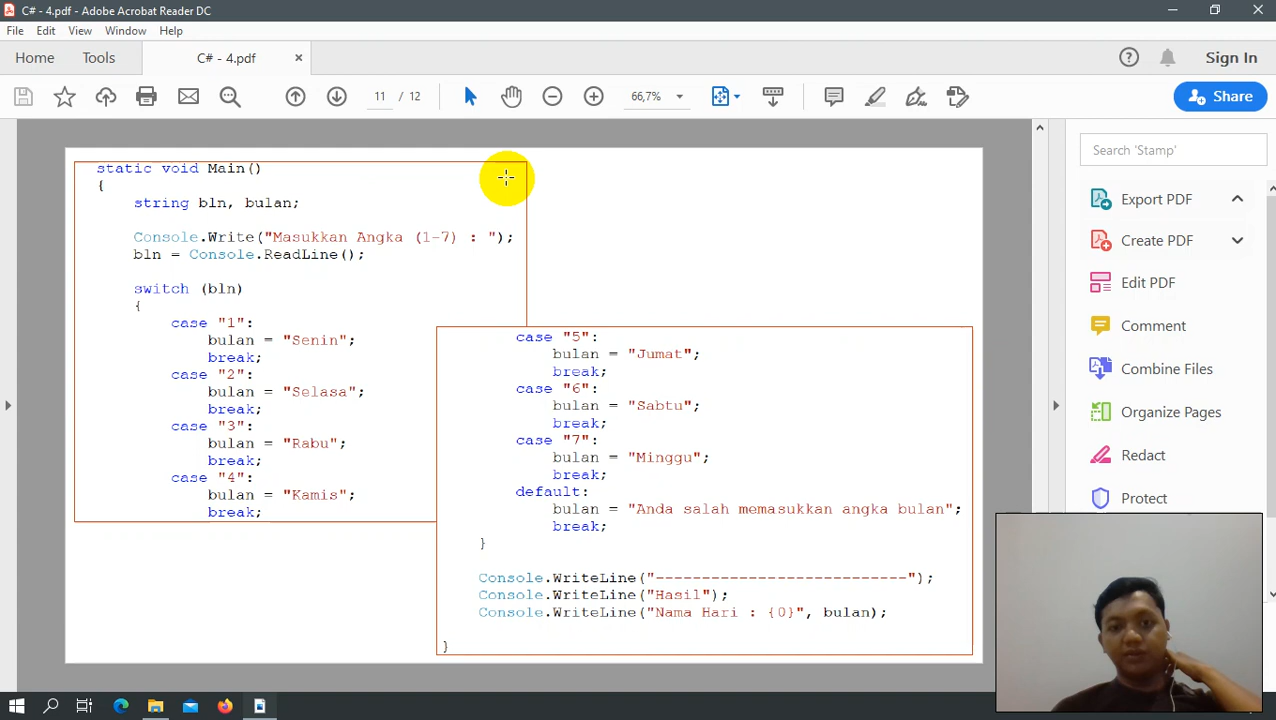 C# - 4.pdf - Adobe Acrobat Reader DC
File Edit View Window Help
Home Tools C# - 4.pdf × Sign In
11 / 12 66,7% Share
static void Main()
{
string bln, bulan;
Console.Write("Masukkan Angka (1-7) : ");
bln = Console.ReadLine();
switch (bln)
{
case "1":
bulan = "Senin";
break;
case "2":
bulan = "Selasa";
break;
case "3":
bulan = "Rabu";
break;
case "4":
bulan = "Kamis";
break;
case "5":
bulan = "Jumat";
break;
case "6":
bulan = "Sabtu";
break;
case "7":
bulan = "Minggu";
break;
default:
bulan = "Anda salah memasukkan angka bulan";
break;
}
Console.WriteLine("---------------------------");
Console.WriteLine("Hasil");
Console.WriteLine("Nama Hari : {0}", bulan);
}
Search 'Stamp'
Export PDF
Create PDF
Edit PDF
Comment
Combine Files
Organize Pages
Redact
Protect